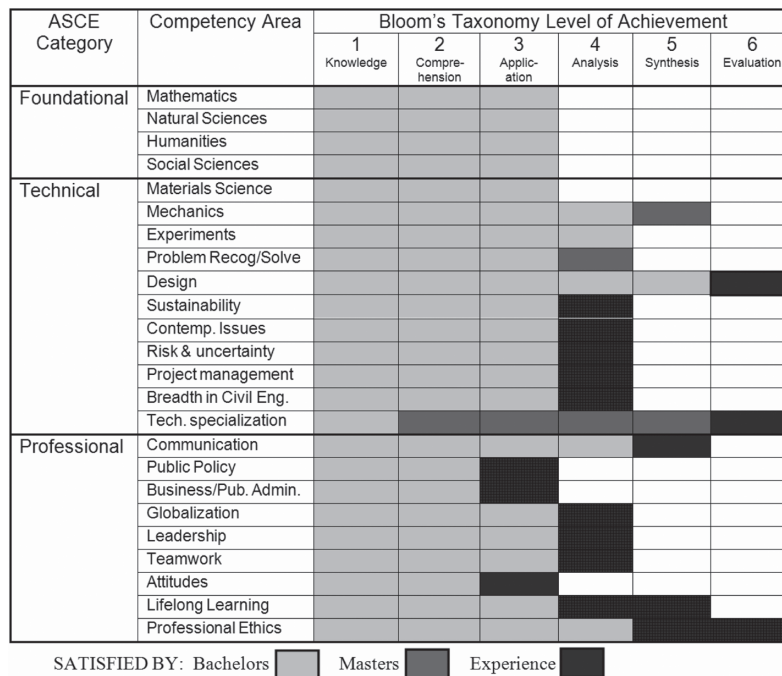 ASCE Category
Competency Area
Bloom's Taxonomy Level of Achievement
1 Knowledge
2 Compre-hension
3 Applic-ation
4 Analysis
5 Synthesis
6 Evaluation
Foundational
Mathematics
Natural Sciences
Humanities
Social Sciences
Technical
Materials Science
Mechanics
Experiments
Problem Recog/Solve
Design
Sustainability
Contemp. Issues
Risk & uncertainty
Project management
Breadth in Civil Eng.
Tech. specialization
Professional
Communication
Public Policy
Business/Pub. Admin.
Globalization
Leadership
Teamwork
Attitudes
Lifelong Learning
Professional Ethics
SATISFIED BY: Bachelors Masters Experience